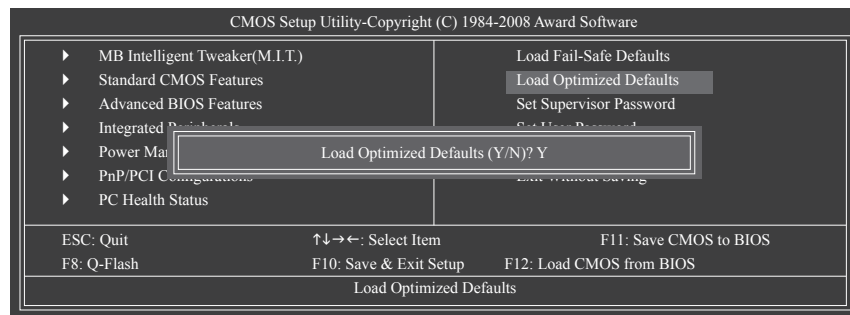 CMOS Setup Utility-Copyright (C) 1984-2008 Award Software
MB Intelligent Tweaker(M.I.T.)
Standard CMOS Features
Advanced BIOS Features
Integrated
Power
PC Health Status
Load Fail-Safe Defaults
Load Optimized Defaults
Set Supervisor Password
Load Optimized Defaults (Y/N)? Y
Exit Without Saving
ESC: Quit ↑↓→←: Select Item F11: Save CMOS to BIOS
F8: Q-Flash F10: Save & Exit Setup F12: Load CMOS from BIOS
Load Optimized Defaults